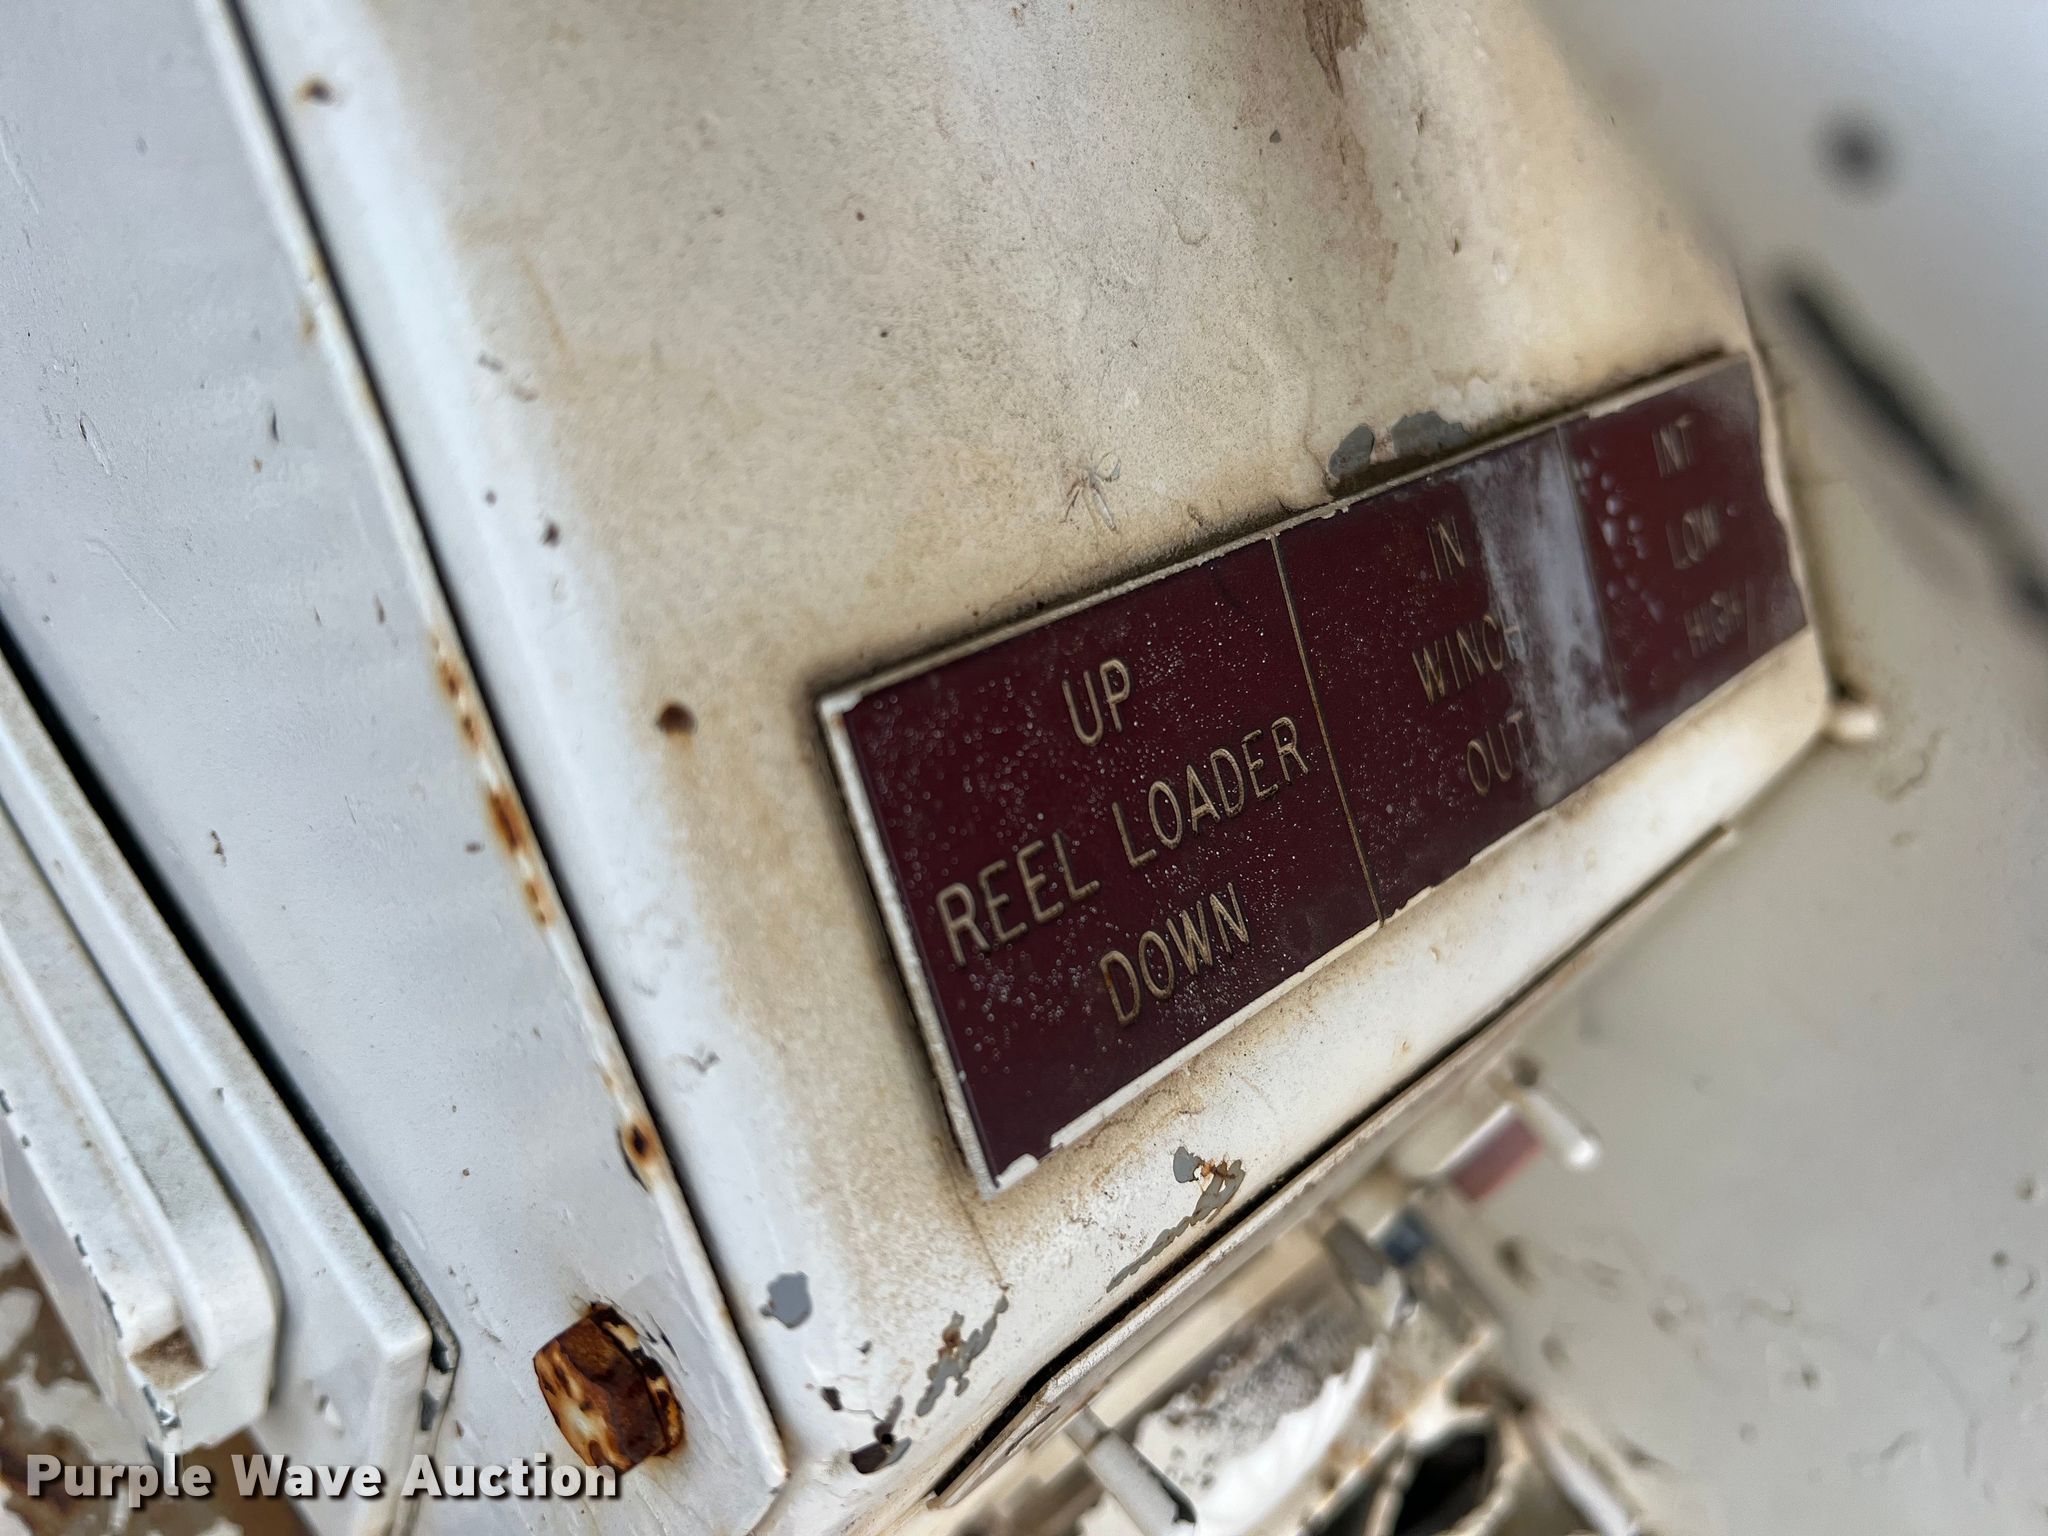 UP
REEL LOADER
DOWN
IN
WINCH
OUT
INT
LOW
HIGH
Purple Wave Auction